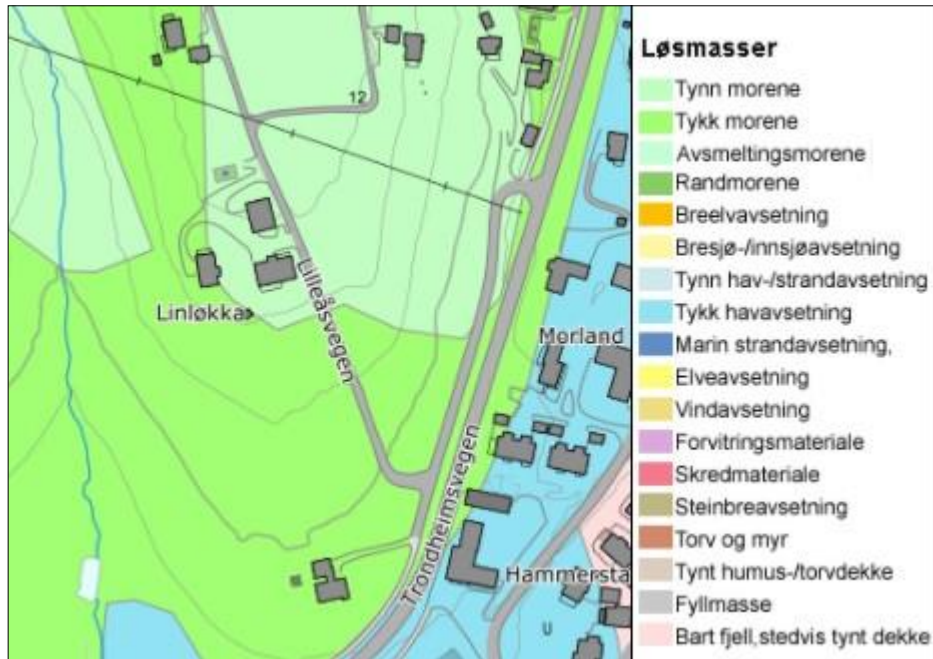 12
Lilleåsvegen
Linløkka
Morland
Trondheimsvegen
Hammersta
Løsmasser
Tynn morene
Tykk morene
Avsmeltingsmorene
Randmorene
Breelvavsetning
Bresjø-/innsjøavsetning
Tynn hav-/strandavsetning
Tykk havavsetning
Marin strandavsetning,
Elveavsetning
Vindavsetning
Forvitringsmateriale
Skredmateriale
Steinbreavsetning
Torv og myr
Tynt humus-/torvdekke
Fyllmasse
Bart fjell,stedvis tynt dekke